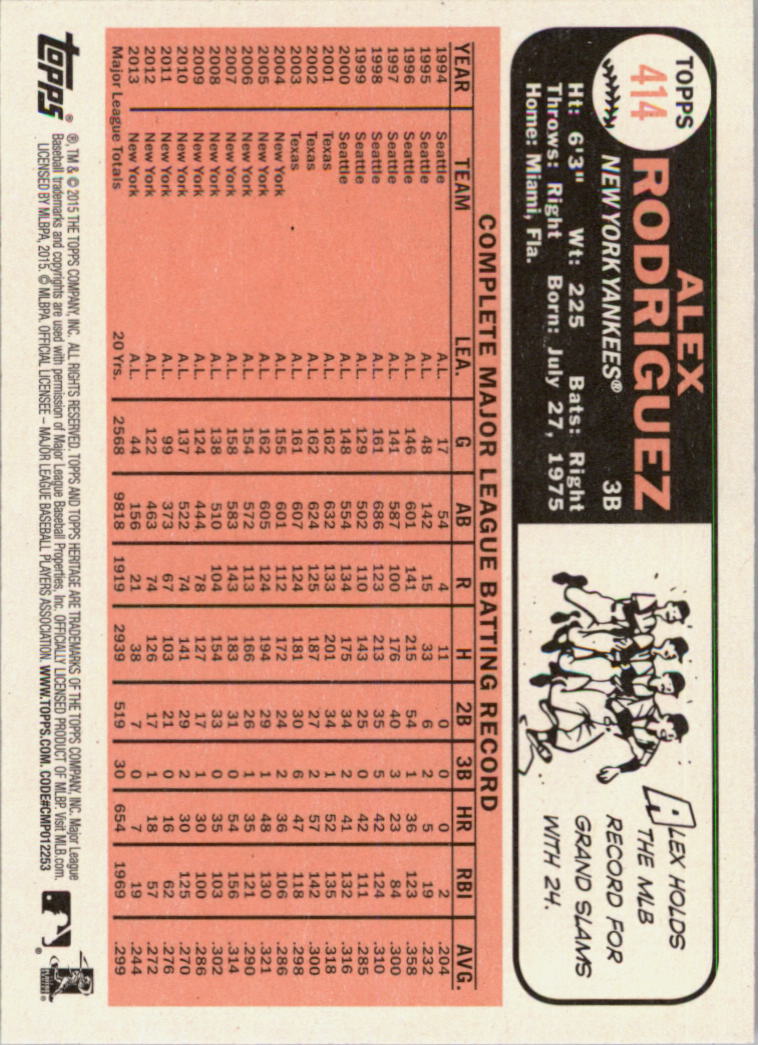 TOPPS
414
ALEX
RODRIGUEZ
NEW YORK YANKEES® 3B
Ht: 6'3" Wt: 225 Bats: Right
Throws: Right Born: July 27, 1975
Home: Miami, Fla.
LEX HOLDS
THE MLB
RECORD FOR
GRAND SLAMS
WITH 24.
COMPLETE MAJOR LEAGUE BATTING RECORD
YEAR TEAM LEA. G AB R H 2B 3B HR RBI AVG.
1994 Seattle A.L. 17 54 4 11 0 0 0 2 .204
1995 Seattle A.L. 48 142 15 33 6 2 5 19 .232
1996 Seattle A.L. 146 601 141 215 54 1 36 123 .358
1997 Seattle A.L. 141 587 100 176 40 3 23 84 .300
1998 Seattle A.L. 161 686 123 213 35 5 42 124 .310
1999 Seattle A.L. 129 502 110 143 25 0 42 111 .285
2000 Seattle A.L. 148 554 134 175 34 2 41 132 .316
2001 Texas A.L. 162 632 133 201 34 1 52 135 .318
2002 Texas A.L. 162 624 125 187 27 2 57 142 .300
2003 Texas A.L. 161 607 124 181 30 6 47 118 .298
2004 New York A.L. 155 601 112 172 24 2 36 106 .286
2005 New York A.L. 162 605 124 194 29 1 48 130 .321
2006 New York A.L. 154 572 113 166 26 1 35 121 .290
2007 New York A.L. 158 583 143 183 31 0 54 156 .314
2008 New York A.L. 138 510 104 154 33 0 35 103 .302
2009 New York A.L. 124 444 78 127 17 1 30 100 .286
2010 New York A.L. 137 522 74 141 29 2 30 125 .270
2011 New York A.L. 99 373 67 103 21 0 16 62 .276
2012 New York A.L. 122 463 74 126 17 1 18 57 .272
2013 New York A.L. 44 156 21 38 7 0 7 19 .244
Major League Totals 20 Yrs. 2568 9818 1919 2939 519 30 654 1969 .299
topps®
®, TM & © 2015 THE TOPPS COMPANY, INC. ALL RIGHTS RESERVED. TOPPS AND TOPPS HERITAGE ARE TRADEMARKS OF THE TOPPS COMPANY, INC. Major League
Baseball trademarks and copyrights are used with permission of Major League Baseball Properties, Inc. OFFICIALLY LICENSED PRODUCT OF MLBP. Visit MLB.com.
LICENSED BY MLBPA, 2015. © MLBPA. OFFICIAL LICENSEE – MAJOR LEAGUE BASEBALL PLAYERS ASSOCIATION. WWW.TOPPS.COM. CODE#CMP012253